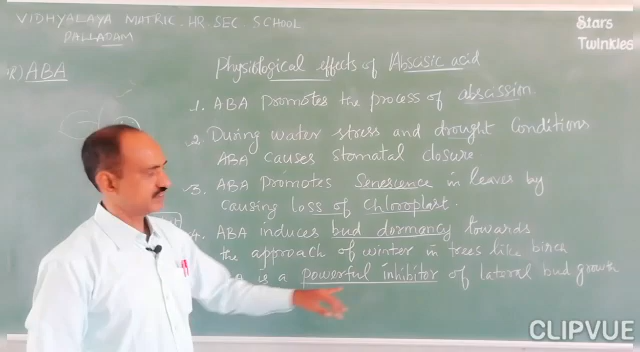 VIDHYALAYA MATRIC. HR. SEC SCHOOL
PALLADAM
Stars
Twinkles
ABA
Physiological effects of Abscisic acid
1. ABA Promotes the process of abscission
2. During water stress and drought conditions
ABA causes stomatal closure
3. ABA Promotes Senescence in leaves by
causing loss of chloroplast.
4. ABA induces bud dormancy towards
the approach of winter in trees like birch
is a powerful inhibitor of lateral bud growth
CLIPVUE